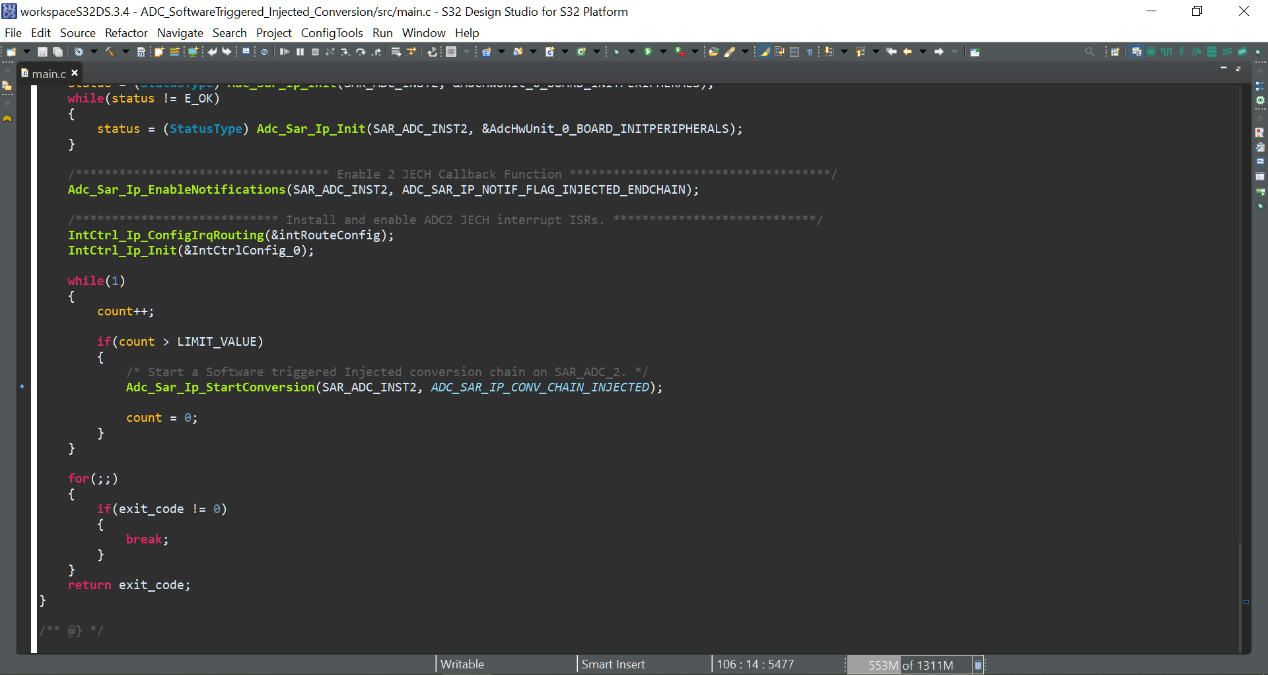 workspaceS32DS.3.4 - ADC_SoftwareTriggered_Injected_Conversion/src/main.c - S32 Design Studio for S32 Platform
File Edit Source Refactor Navigate Search Project ConfigTools Run Window Help
main.c
while(status != E_OK)
{
status = (StatusType) Adc_Sar_Ip_Init(SAR_ADC_INST2, &AdcHwUnit_0_BOARD_INITPERIPHERALS);
}
/*********************************** Enable 2 JECH Callback Function ************************************/
Adc_Sar_Ip_EnableNotifications(SAR_ADC_INST2, ADC_SAR_IP_NOTIF_FLAG_INJECTED_ENDCHAIN);
/**************************** Install and enable ADC2 JECH interrupt ISRs. ****************************/
IntCtrl_Ip_ConfigIrqRouting(&intRouteConfig);
IntCtrl_Ip_Init(&IntCtrlConfig_0);
while(1)
{
count++;
if(count > LIMIT_VALUE)
{
/* Start a Software triggered Injected conversion chain on SAR_ADC_2. */
Adc_Sar_Ip_StartConversion(SAR_ADC_INST2, ADC_SAR_IP_CONV_CHAIN_INJECTED);
count = 0;
}
}
for(;;)
{
if(exit_code != 0)
{
break;
}
}
return exit_code;
}
/** @} */
Writable Smart Insert 106 : 14 : 5477 553M of 1311M